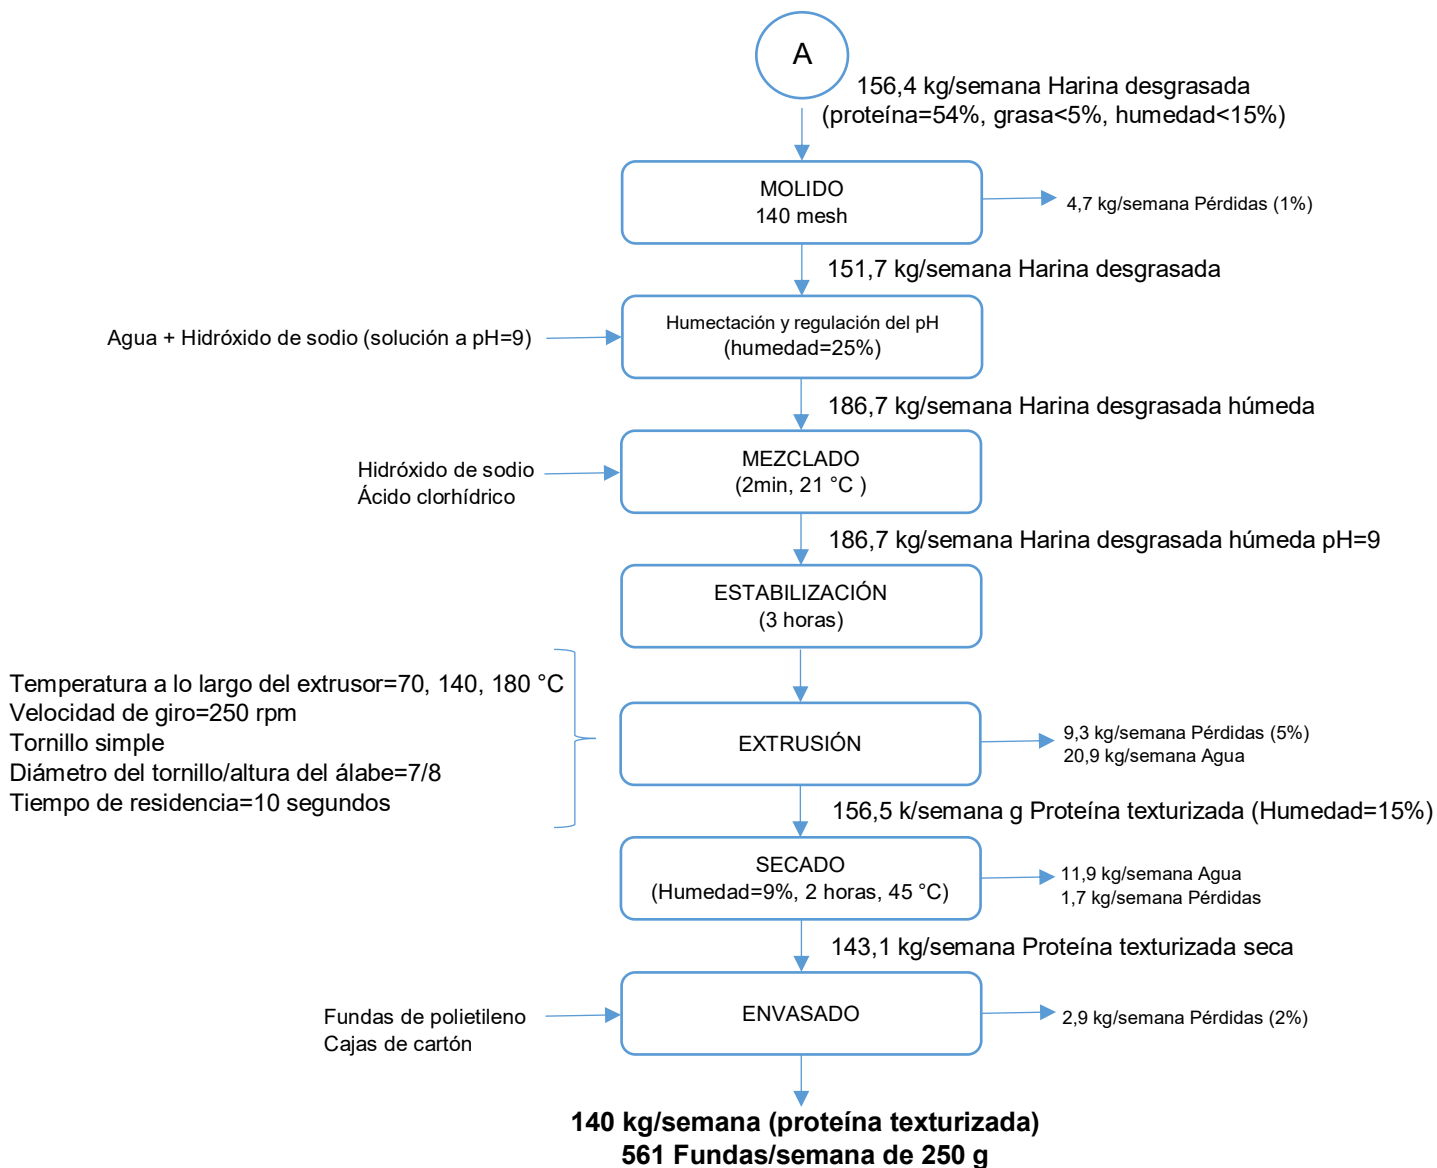 A
156,4 kg/semana Harina desgrasada
(proteína=54%, grasa<5%, humedad<15%)
MOLIDO
140 mesh
4,7 kg/semana Pérdidas (1%)
151,7 kg/semana Harina desgrasada
Agua + Hidróxido de sodio (solución a pH=9)
Humectación y regulación del pH
(humedad=25%)
186,7 kg/semana Harina desgrasada húmeda
Hidróxido de sodio
Ácido clorhídrico
MEZCLADO
(2min, 21 °C )
186,7 kg/semana Harina desgrasada húmeda pH=9
ESTABILIZACIÓN
(3 horas)
Temperatura a lo largo del extrusor=70, 140, 180 °C
Velocidad de giro=250 rpm
Tornillo simple
Diámetro del tornillo/altura del álabe=7/8
Tiempo de residencia=10 segundos
EXTRUSIÓN
9,3 kg/semana Pérdidas (5%)
20,9 kg/semana Agua
156,5 k/semana g Proteína texturizada (Humedad=15%)
SECADO
(Humedad=9%, 2 horas, 45 °C)
11,9 kg/semana Agua
1,7 kg/semana Pérdidas
143,1 kg/semana Proteína texturizada seca
Fundas de polietileno
Cajas de cartón
ENVASADO
2,9 kg/semana Pérdidas (2%)
140 kg/semana (proteína texturizada)
561 Fundas/semana de 250 g